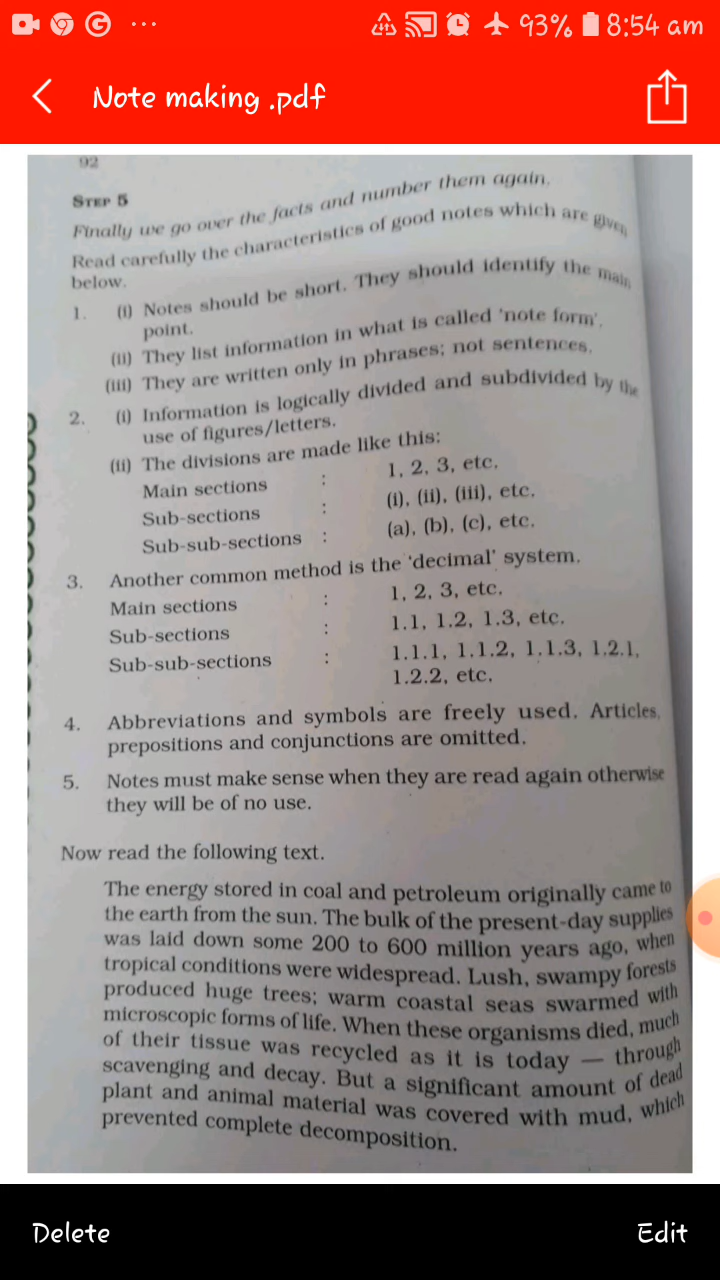 93% 8:54 am
Note making .pdf
92
STEP 5
Finally we go over the facts and number them again.
Read carefully the characteristics of good notes which are given
below.
1. (i) Notes should be short. They should identify the main
point.
(ii) They list information in what is called 'note form'.
(iii) They are written only in phrases; not sentences.
2. (i) Information is logically divided and subdivided by the
use of figures/letters.
(ii) The divisions are made like this:
Main sections : 1, 2, 3, etc.
Sub-sections : (i), (ii), (iii), etc.
Sub-sub-sections : (a), (b), (c), etc.
3. Another common method is the 'decimal' system.
Main sections : 1, 2, 3, etc.
Sub-sections : 1.1, 1.2, 1.3, etc.
Sub-sub-sections : 1.1.1, 1.1.2, 1.1.3, 1.2.1,
1.2.2, etc.
4. Abbreviations and symbols are freely used. Articles,
prepositions and conjunctions are omitted.
5. Notes must make sense when they are read again otherwise
they will be of no use.
Now read the following text.
The energy stored in coal and petroleum originally came to
the earth from the sun. The bulk of the present-day supplies
was laid down some 200 to 600 million years ago, when
tropical conditions were widespread. Lush, swampy forests
produced huge trees; warm coastal seas swarmed with
microscopic forms of life. When these organisms died, much
of their tissue was recycled as it is today — through
scavenging and decay. But a significant amount of dead
plant and animal material was covered with mud, which
prevented complete decomposition.
Delete Edit